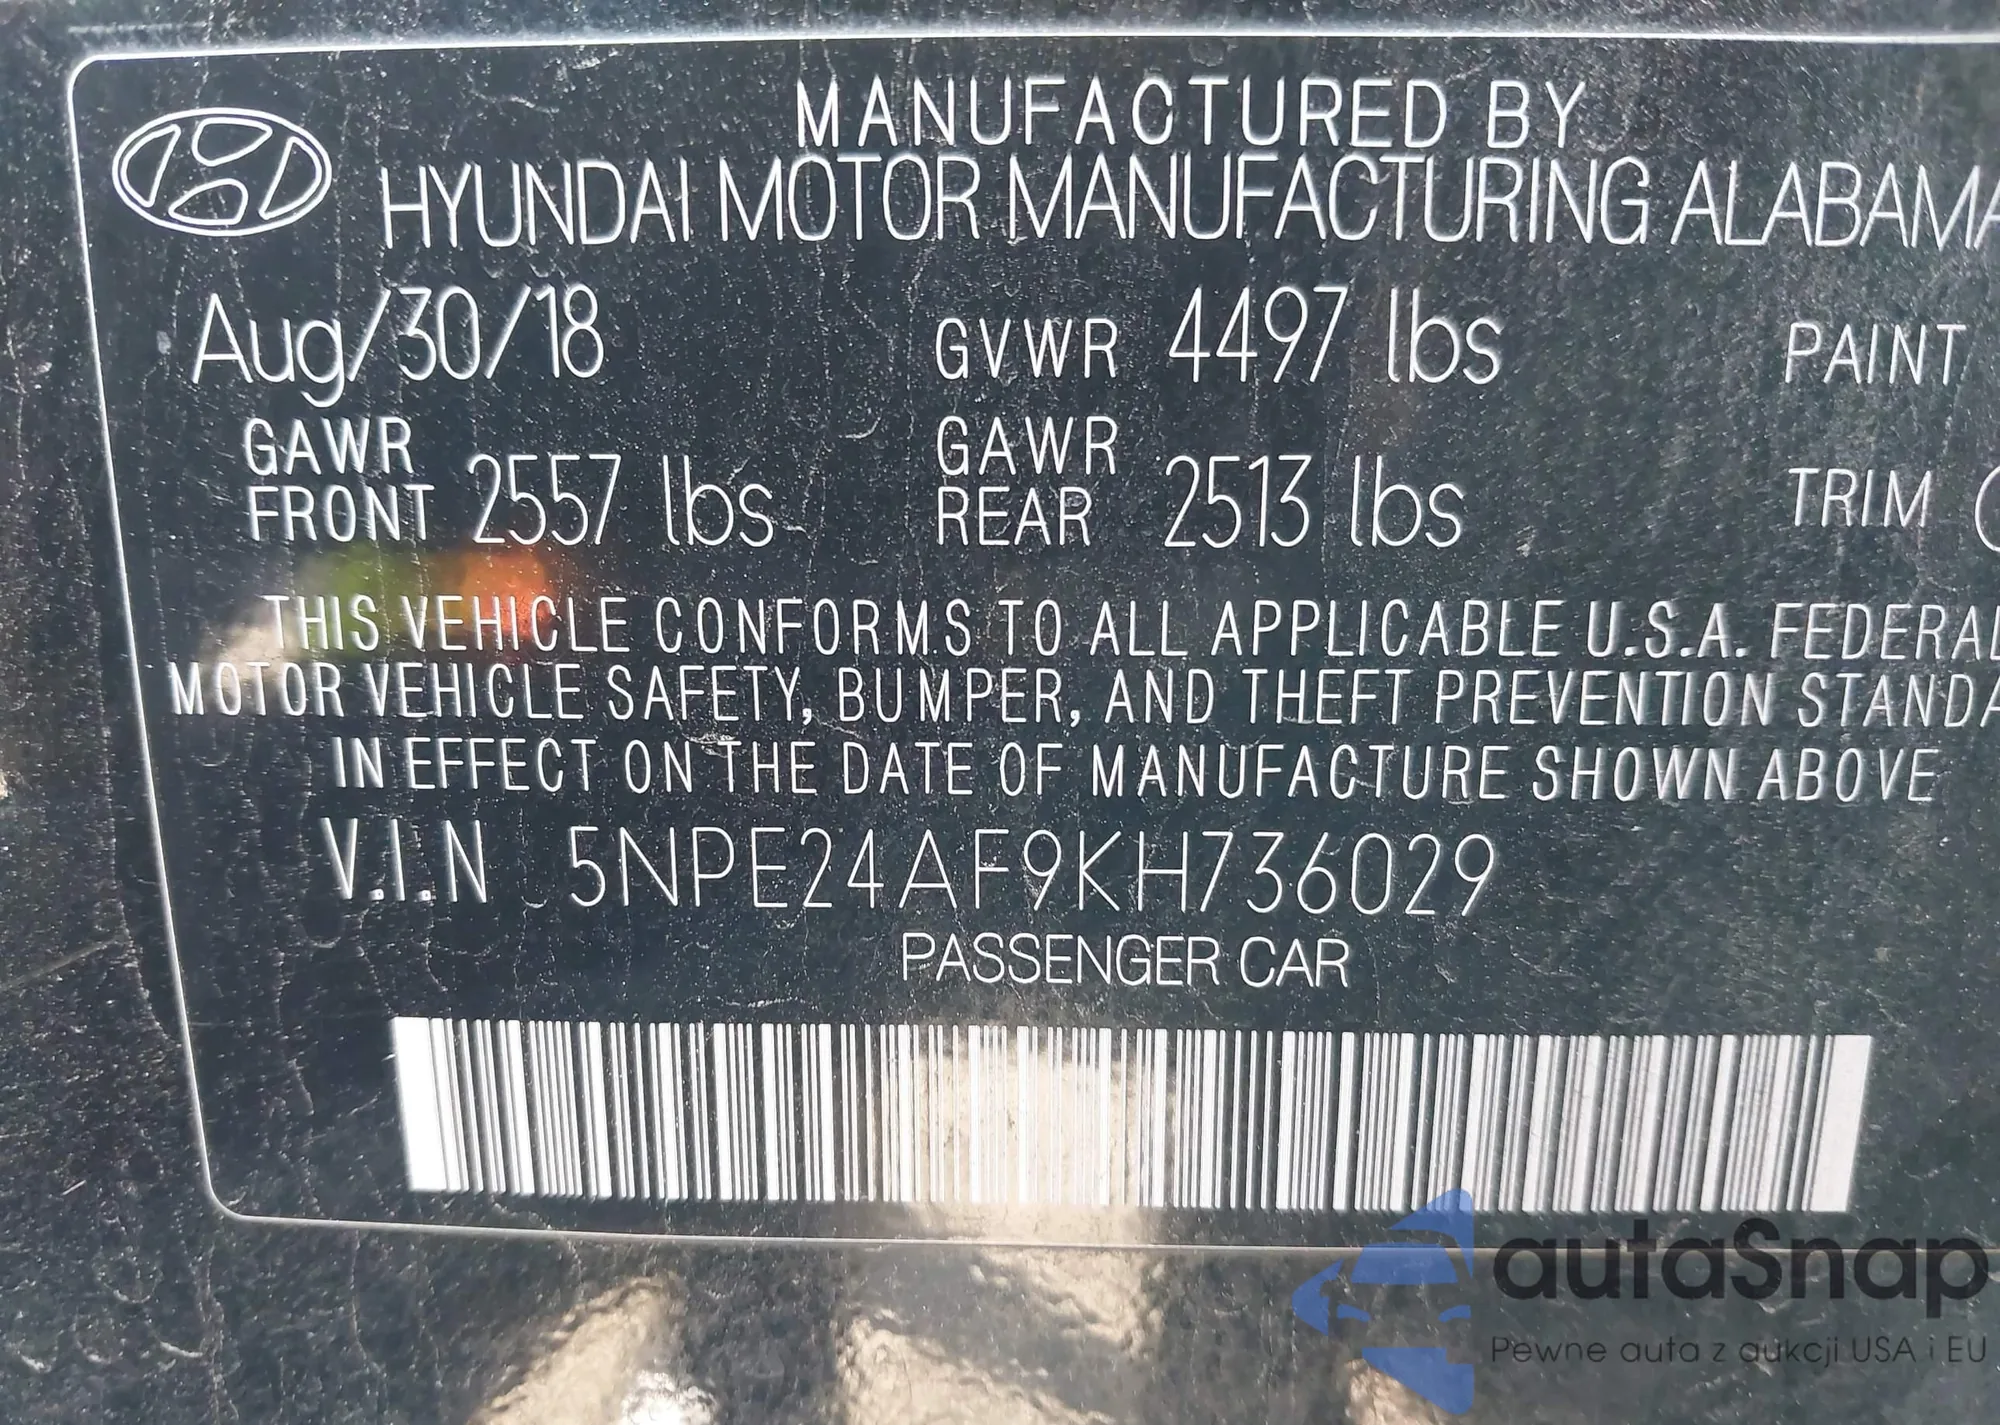 MANUFACTURED BY
HYUNDAI MOTOR MANUFACTURING ALABAMA
Aug/30/18 GVWR 4497 lbs PAINT
GAWR FRONT 2557 lbs GAWR REAR 2513 lbs TRIM
THIS VEHICLE CONFORMS TO ALL APPLICABLE U.S.A. FEDERAL
MOTOR VEHICLE SAFETY, BUMPER, AND THEFT PREVENTION STANDA
IN EFFECT ON THE DATE OF MANUFACTURE SHOWN ABOVE
V.I.N 5NPE24AF9KH736029
PASSENGER CAR
autaSnap
Pewne auta z aukcji USA i EU